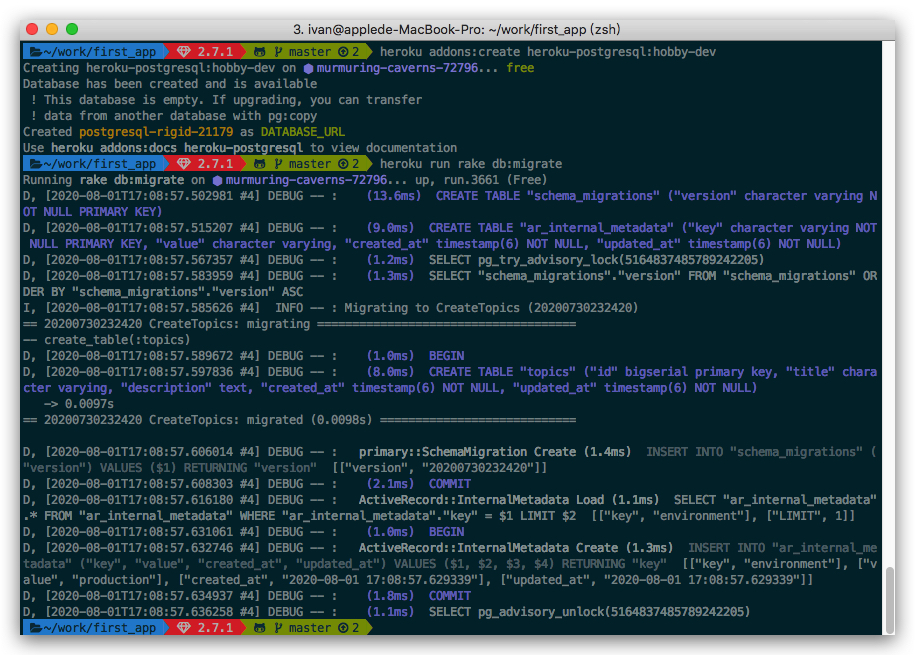 3. ivan@applede-MacBook-Pro: ~/work/first_app (zsh)
~/work/first_app 2.7.1 master 2 heroku addons:create heroku-postgresql:hobby-dev
Creating heroku-postgresql:hobby-dev on murmuring-caverns-72796... free
Database has been created and is available
! This database is empty. If upgrading, you can transfer
! data from another database with pg:copy
Created postgresql-rigid-21179 as DATABASE_URL
Use heroku addons:docs heroku-postgresql to view documentation
~/work/first_app 2.7.1 master 2 heroku run rake db:migrate
Running rake db:migrate on murmuring-caverns-72796... up, run.3661 (Free)
D, [2020-08-01T17:08:57.502981 #4] DEBUG -- : (13.6ms) CREATE TABLE "schema_migrations" ("version" character varying N
OT NULL PRIMARY KEY)
D, [2020-08-01T17:08:57.515207 #4] DEBUG -- : (9.0ms) CREATE TABLE "ar_internal_metadata" ("key" character varying NOT
NULL PRIMARY KEY, "value" character varying, "created_at" timestamp(6) NOT NULL, "updated_at" timestamp(6) NOT NULL)
D, [2020-08-01T17:08:57.567357 #4] DEBUG -- : (1.2ms) SELECT pg_try_advisory_lock(5164837485789242205)
D, [2020-08-01T17:08:57.583959 #4] DEBUG -- : (1.3ms) SELECT "schema_migrations"."version" FROM "schema_migrations" OR
DER BY "schema_migrations"."version" ASC
I, [2020-08-01T17:08:57.585626 #4] INFO -- : Migrating to CreateTopics (20200730232420)
== 20200730232420 CreateTopics: migrating =====================================
-- create_table(:topics)
D, [2020-08-01T17:08:57.589672 #4] DEBUG -- : (1.0ms) BEGIN
D, [2020-08-01T17:08:57.597836 #4] DEBUG -- : (8.0ms) CREATE TABLE "topics" ("id" bigserial primary key, "title" chara
cter varying, "description" text, "created_at" timestamp(6) NOT NULL, "updated_at" timestamp(6) NOT NULL)
-> 0.0097s
== 20200730232420 CreateTopics: migrated (0.0098s) ============================
D, [2020-08-01T17:08:57.606014 #4] DEBUG -- : primary::SchemaMigration Create (1.4ms) INSERT INTO "schema_migrations" (
"version") VALUES ($1) RETURNING "version" [["version", "20200730232420"]]
D, [2020-08-01T17:08:57.608303 #4] DEBUG -- : (2.1ms) COMMIT
D, [2020-08-01T17:08:57.616180 #4] DEBUG -- : ActiveRecord::InternalMetadata Load (1.1ms) SELECT "ar_internal_metadata"
.* FROM "ar_internal_metadata" WHERE "ar_internal_metadata"."key" = $1 LIMIT $2 [["key", "environment"], ["LIMIT", 1]]
D, [2020-08-01T17:08:57.631061 #4] DEBUG -- : (1.0ms) BEGIN
D, [2020-08-01T17:08:57.632746 #4] DEBUG -- : ActiveRecord::InternalMetadata Create (1.3ms) INSERT INTO "ar_internal_me
tadata" ("key", "value", "created_at", "updated_at") VALUES ($1, $2, $3, $4) RETURNING "key" [["key", "environment"], ["v
alue", "production"], ["created_at", "2020-08-01 17:08:57.629339"], ["updated_at", "2020-08-01 17:08:57.629339"]]
D, [2020-08-01T17:08:57.634937 #4] DEBUG -- : (1.8ms) COMMIT
D, [2020-08-01T17:08:57.636258 #4] DEBUG -- : (1.1ms) SELECT pg_advisory_unlock(5164837485789242205)
~/work/first_app 2.7.1 master 2